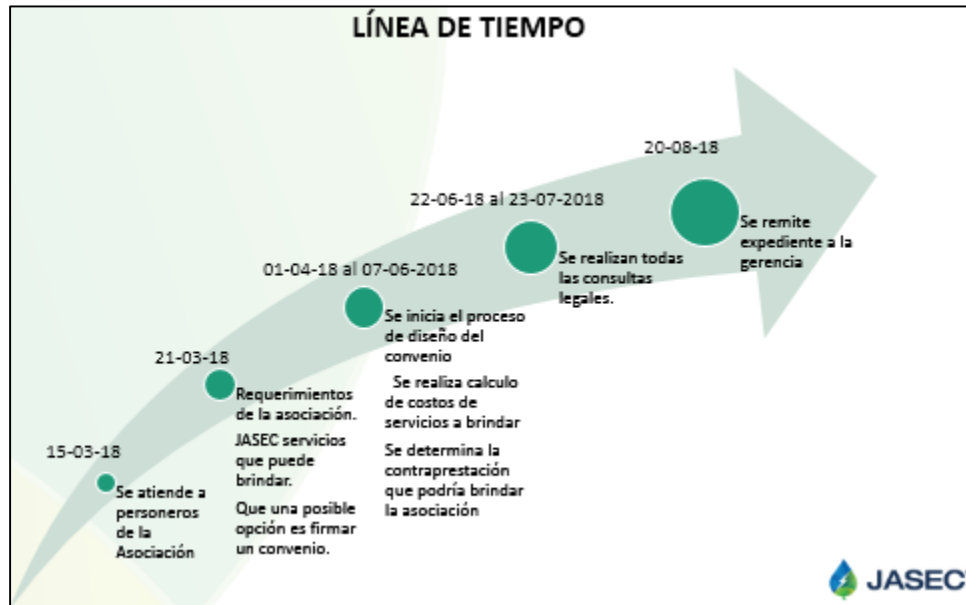 LÍNEA DE TIEMPO
15-03-18
Se atiende a
personeros
de la
Asociación
21-03-18
Requerimientos
de la asociación.
JASEC servicios
que puede
brindar.
Que una posible
opción es firmar
un convenio.
01-04-18 al 07-06-2018
Se inicia el proceso
de diseño del
convenio
Se realiza calculo
de costos de
servicios a brindar
Se determina la
contraprestación
que podría brindar
la asociación
22-06-18 al 23-07-2018
Se realizan todas
las consultas
legales.
20-08-18
Se remite
expediente a la
gerencia
JASEC